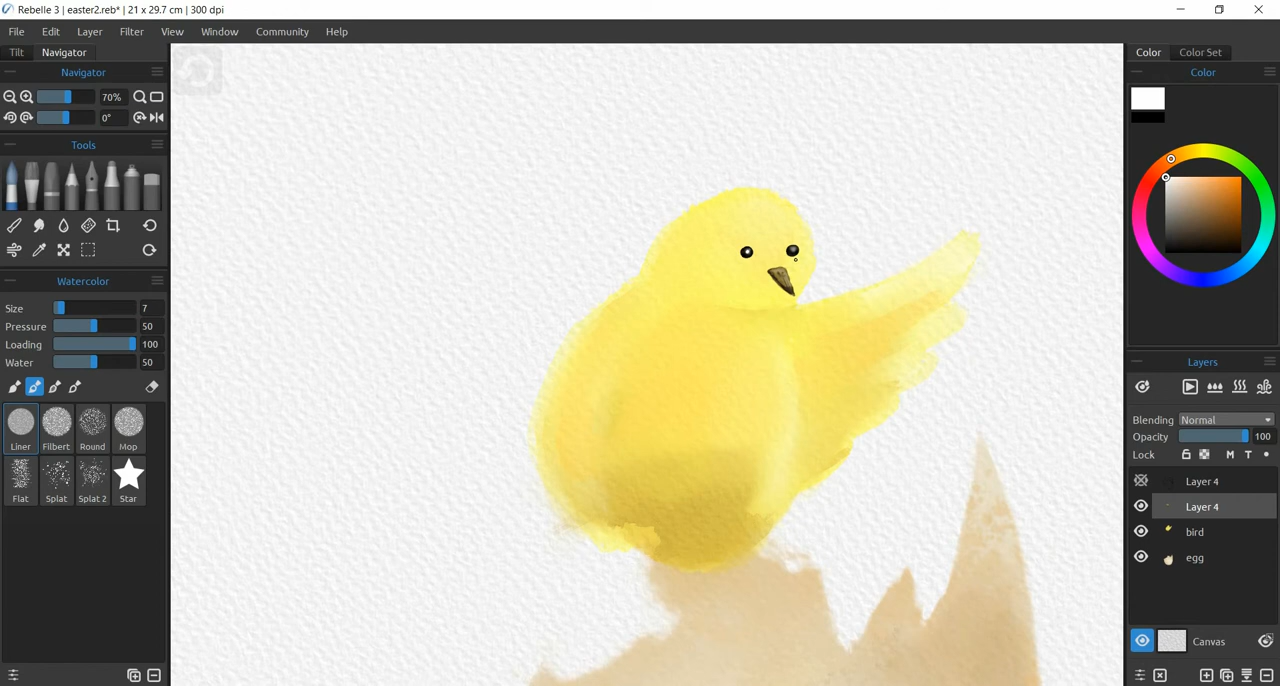 Rebelle 3 | easter2.reb* | 21 x 29.7 cm | 300 dpi
File Edit Layer Filter View Window Community Help
Tilt Navigator
Navigator
70%
0°
Tools
Watercolor
Size 7
Pressure 50
Loading 100
Water 50
Liner Filbert Round Mop
Flat Splat Splat 2 Star
Color Color Set
Color
Layers
Blending Normal
Opacity 100
Lock M T
Layer 4
Layer 4
bird
egg
Canvas